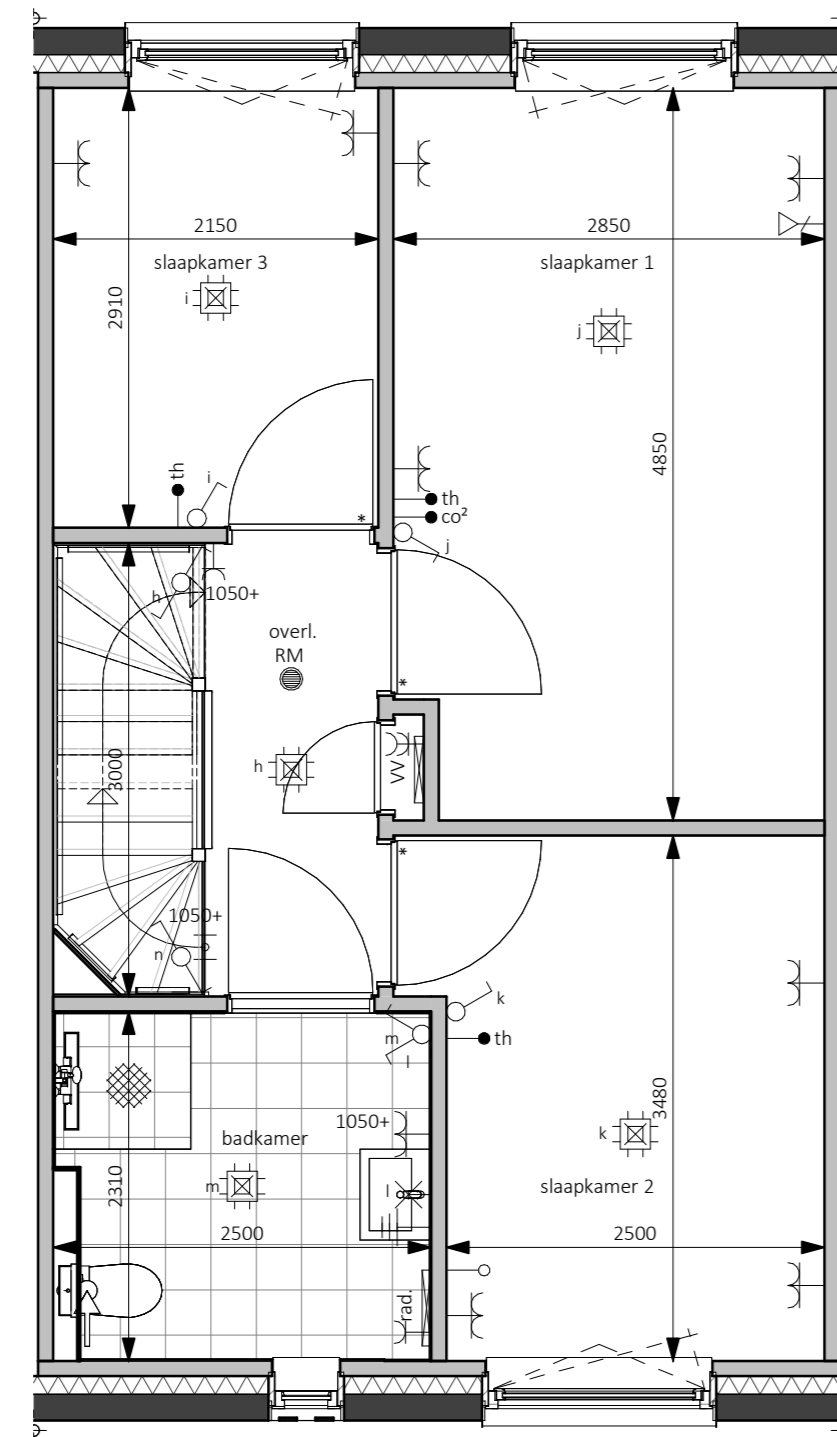 2150
slaapkamer 3
i
2910
2850
slaapkamer 1
j
4850
th
i
*
th
co²
j
h
1050+
overl.
RM
*
h
3000
VV
*
1050+
n
k
m
l
th
1050+
badkamer
m
l
2310
2500
3480
k
slaapkamer 2
2500
rad.